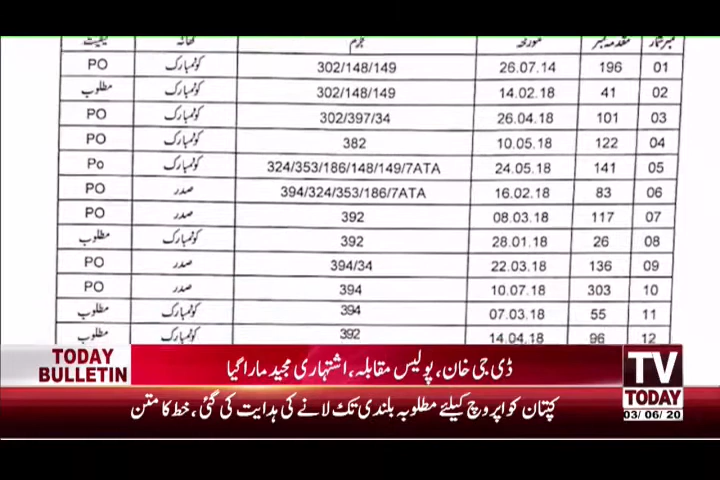 نمبر شمار مقدمہ نمبر مورخہ جرم تھانہ کیفیت
01 196 26.07.14 302/148/149 کوٹمبارک PO
02 41 14.02.18 302/148/149 کوٹمبارک مطلوب
03 101 26.04.18 302/397/34 کوٹمبارک PO
04 122 10.05.18 382 کوٹمبارک PO
05 141 24.05.18 324/353/186/148/149/7ATA کوٹمبارک Po
06 83 16.02.18 394/324/353/186/7ATA صدر PO
07 117 08.03.18 392 صدر PO
08 26 28.01.18 392 کوٹمبارک مطلوب
09 136 22.03.18 394/34 صدر PO
10 303 10.07.18 394 صدر PO
11 55 07.03.18 394 کوٹمبارک مطلوب
12 96 14.04.18 392 کوٹمبارک مطلوب
TODAY
BULLETIN
ڈی جی خان، پولیس مقابلہ، اشتہاری مجید مارا گیا
کپتان کو اپروچ کیلئے مطلوبہ بلندی تک لانے کی ہدایت کی گئی، خط کا متن
TV
TODAY
03/06/20